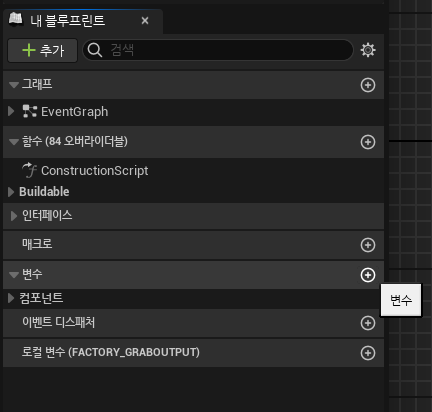 내 블루프린트
추가
검색
그래프
EventGraph
함수 (84 오버라이더블)
ConstructionScript
Buildable
인터페이스
매크로
변수
컴포넌트
변수
이벤트 디스패처
로컬 변수 (FACTORY_GRABOUTPUT)